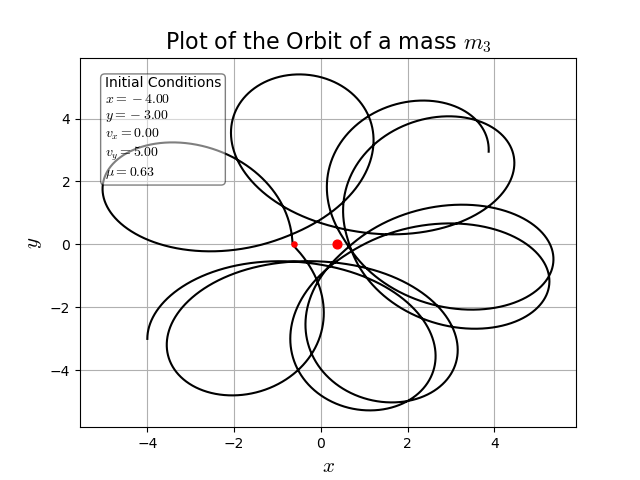 Plot of the Orbit of a mass m₃
Initial Conditions
x = −4.00
y = −3.00
vₓ = 0.00
v_y = 5.00
μ = 0.63
y
4
2
0
−2
−4
−4 −2 0 2 4
x